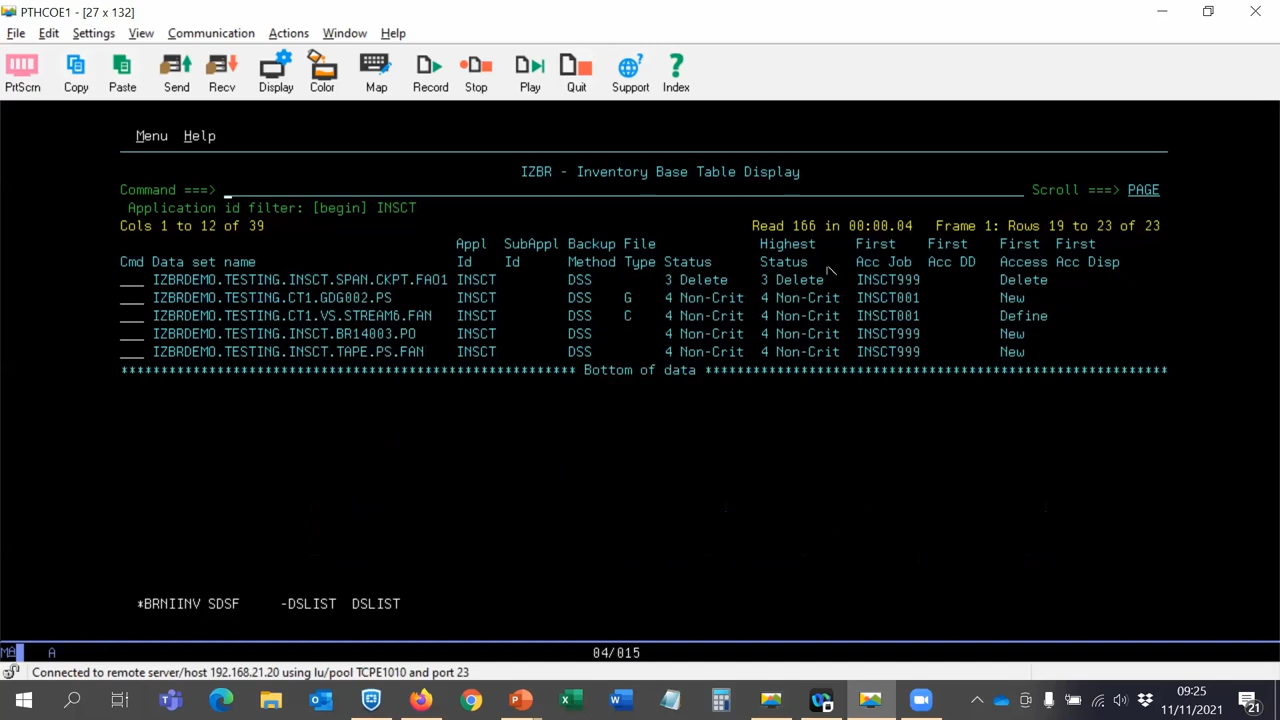 PTHCOE1 - [27 x 132]
File Edit Settings View Communication Actions Window Help
PrtScrn Copy Paste Send Recv Display Color Map Record Stop Play Quit Support Index
Menu Help
IZBR - Inventory Base Table Display
Command ===> Scroll ===> PAGE
Application id filter: [begin] INSCT
Cols 1 to 12 of 39 Read 166 in 00:00.04 Frame 1: Rows 19 to 23 of 23
Appl SubAppl Backup File Highest First First First First
Cmd Data set name Id Id Method Type Status Status Acc Job Acc DD Access Acc Disp
___ IZBRDEMO.TESTING.INSCT.SPAN.CKPT.FA01 INSCT DSS 3 Delete 3 Delete INSCT999 Delete
___ IZBRDEMO.TESTING.CT1.GDG002.PS INSCT DSS G 4 Non-Crit 4 Non-Crit INSCT001 New
___ IZBRDEMO.TESTING.CT1.VS.STREAM6.FAN INSCT DSS C 4 Non-Crit 4 Non-Crit INSCT001 Define
___ IZBRDEMO.TESTING.INSCT.BR14003.PO INSCT DSS 4 Non-Crit 4 Non-Crit INSCT999 New
___ IZBRDEMO.TESTING.INSCT.TAPE.PS.FAN INSCT DSS 4 Non-Crit 4 Non-Crit INSCT999 New
********************************************************* Bottom of data **********************************************************
*BRNIINV SDSF -DSLIST DSLIST
MA A 04/015
Connected to remote server/host 192.168.21.20 using lu/pool TCPE1010 and port 23
09:25
11/11/2021
21